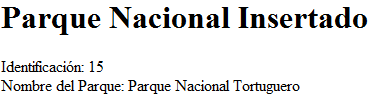 Parque Nacional Insertado
Identificación: 15
Nombre del Parque: Parque Nacional Tortuguero